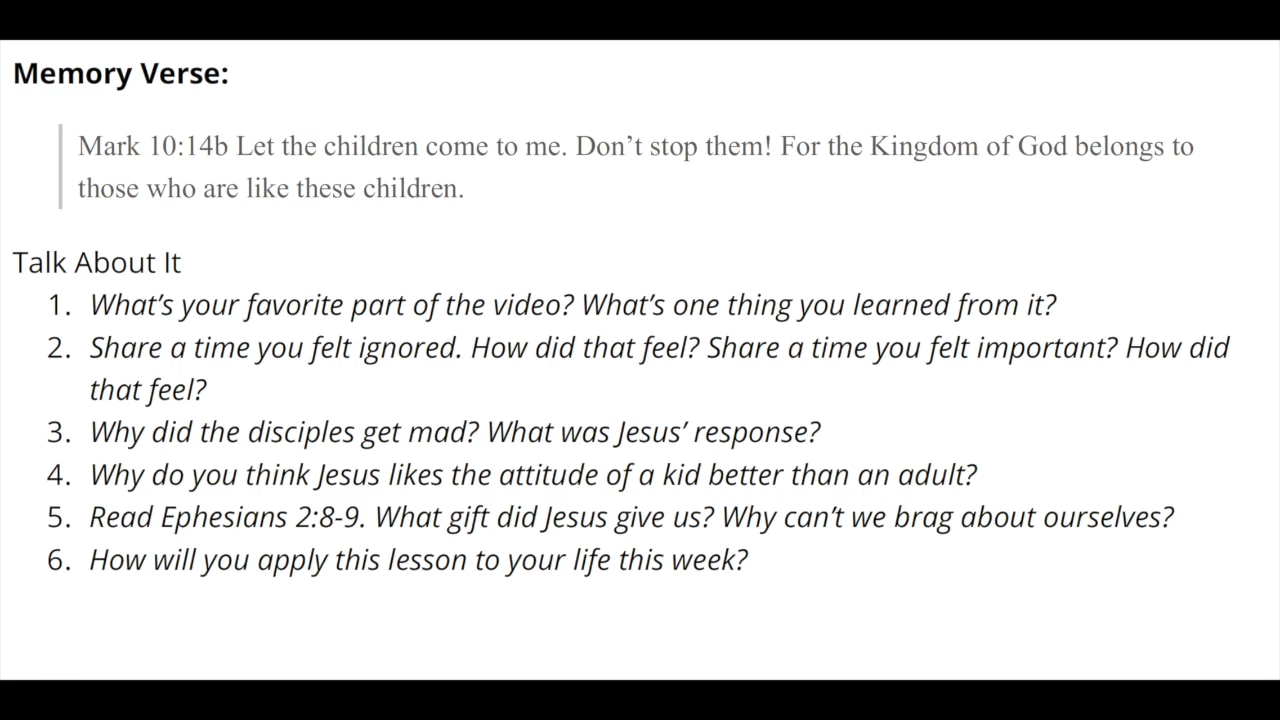 Memory Verse:
Mark 10:14b Let the children come to me. Don’t stop them! For the Kingdom of God belongs to
those who are like these children.
Talk About It
1. What’s your favorite part of the video? What’s one thing you learned from it?
2. Share a time you felt ignored. How did that feel? Share a time you felt important? How did
that feel?
3. Why did the disciples get mad? What was Jesus’ response?
4. Why do you think Jesus likes the attitude of a kid better than an adult?
5. Read Ephesians 2:8-9. What gift did Jesus give us? Why can’t we brag about ourselves?
6. How will you apply this lesson to your life this week?